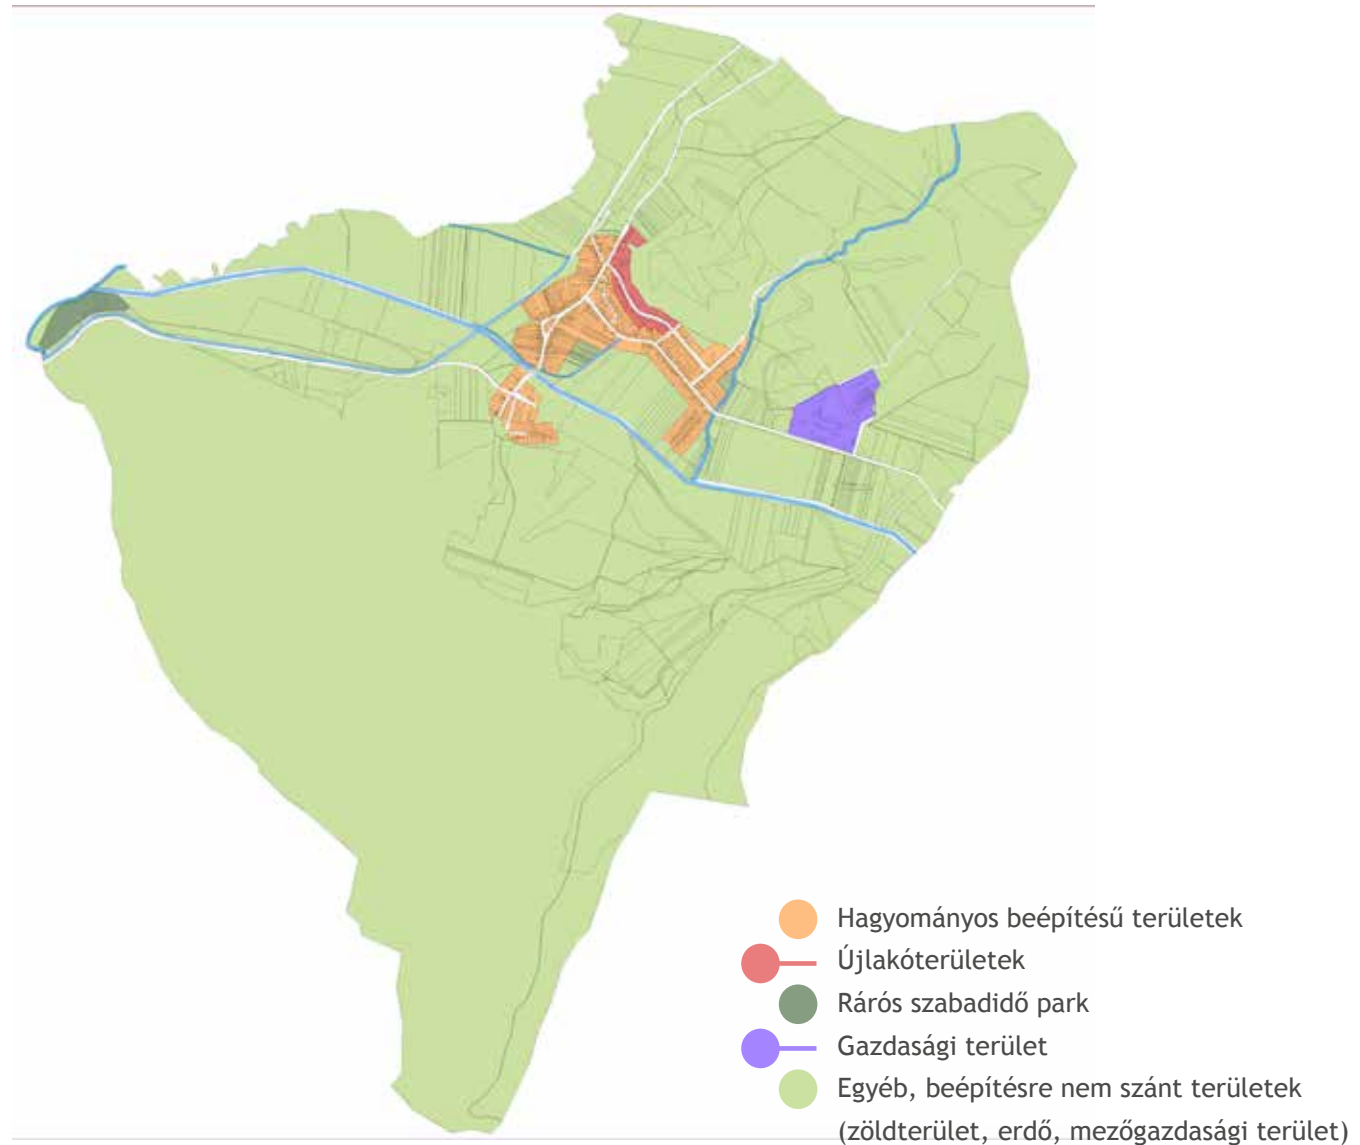 Hagyományos beépítésű területek
Újlakóterületek
Rárós szabadidő park
Gazdasági terület
Egyéb, beépítésre nem szánt területek
(zöldterület, erdő, mezőgazdasági terület)